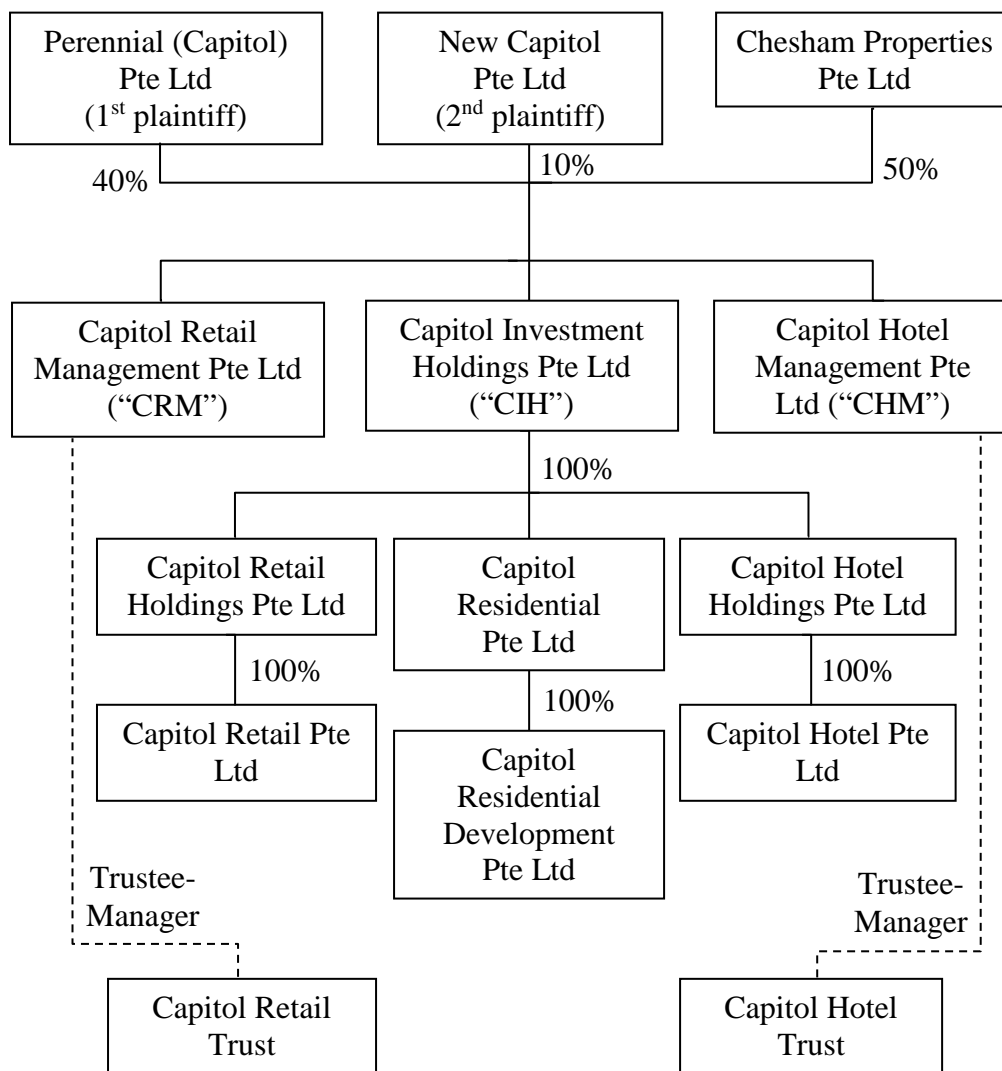 Perennial (Capitol)
Pte Ltd
(1st plaintiff)
New Capitol
Pte Ltd
(2nd plaintiff)
Chesham Properties
Pte Ltd
40%
10%
50%
Capitol Retail
Management Pte Ltd
(“CRM”)
Capitol Investment
Holdings Pte Ltd
(“CIH”)
Capitol Hotel
Management Pte
Ltd (“CHM”)
100%
Capitol Retail
Holdings Pte Ltd
Capitol
Residential
Pte Ltd
Capitol Hotel
Holdings Pte Ltd
100%
100%
100%
Capitol Retail Pte
Ltd
Capitol
Residential
Development
Pte Ltd
Capitol Hotel Pte
Ltd
Trustee-
Manager
Trustee-
Manager
Capitol Retail
Trust
Capitol Hotel
Trust